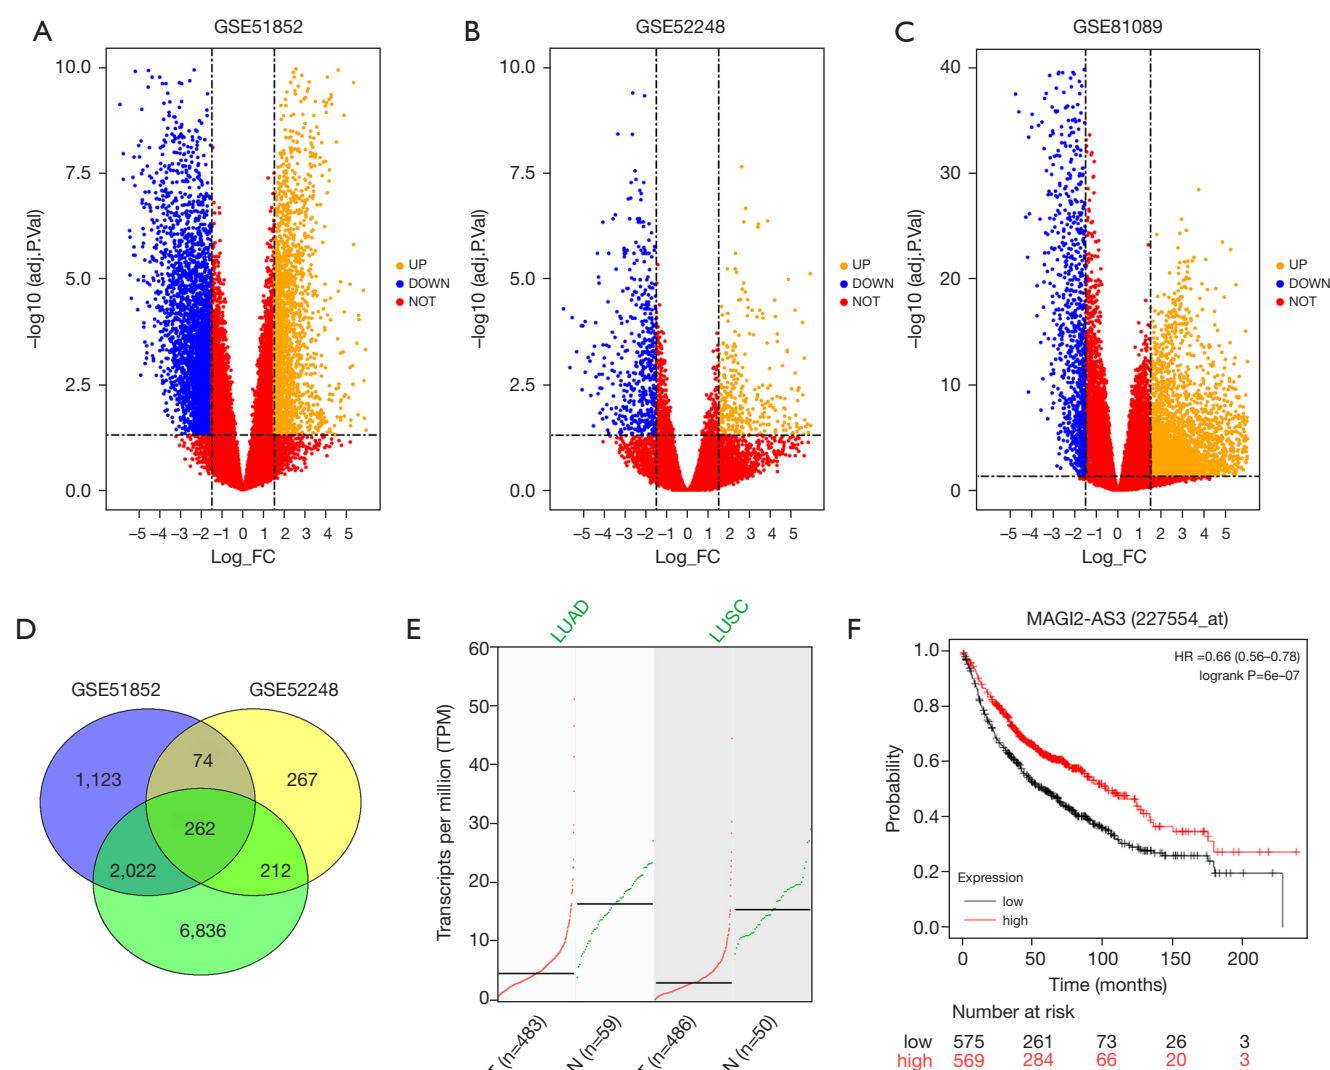 A
GSE51852
10.0
7.5
5.0
2.5
0.0
–log10 (adj.P.Val)
–5 –4 –3 –2 –1 0 1 2 3 4 5
Log_FC
UP
DOWN
NOT
B
GSE52248
10.0
7.5
5.0
2.5
0.0
–log10 (adj.P.Val)
–5 –4 –3 –2 –1 0 1 2 3 4 5
Log_FC
UP
DOWN
NOT
C
GSE81089
40
30
20
10
0
–log10 (adj.P.Val)
–5 –4 –3 –2 –1 0 1 2 3 4 5
Log_FC
UP
DOWN
NOT
D
GSE51852
GSE52248
1,123
74
267
262
2,022
212
6,836
E
LUAD
LUSC
60
50
40
30
20
10
0
Transcripts per million (TPM)
T (n=483)
N (n=59)
T (n=486)
N (n=50)
F
MAGI2-AS3 (227554_at)
HR =0.66 (0.56–0.78)
logrank P=6e–07
1.0
0.8
0.6
0.4
0.2
0.0
Probability
Expression
low
high
0 50 100 150 200
Time (months)
Number at risk
low 575 261 73 26 3
high 569 284 66 20 3